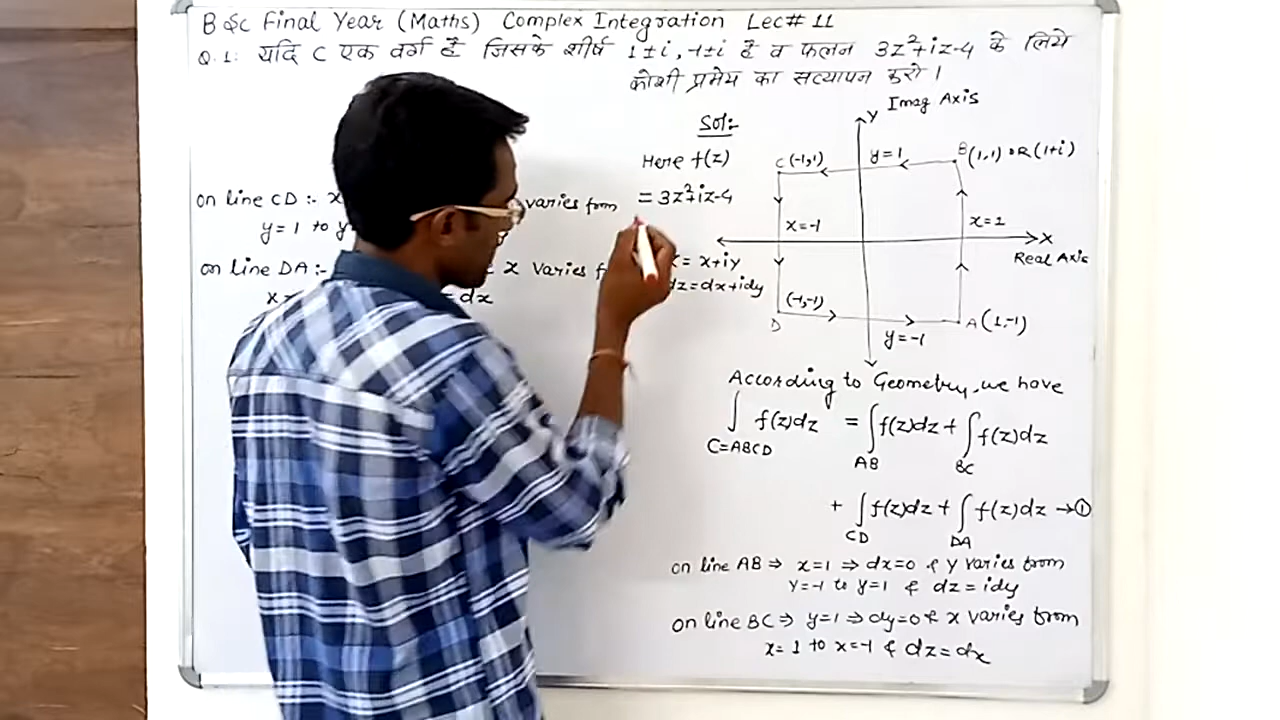 BSc Final Year (Maths) Complex Integration Lec# 11
Q.1: यदि C एक वर्ग है जिसके शीर्ष 1±i, -1±i है व फलन 3z²+iz-4 के लिये
कोशी प्रमेय का सत्यापन करो।
on line CD :- x
varies from
y=1 to y
on line DA :-
x varies f
= dx
Sol:-
Here f(z)
= 3z²+iz-4
= x+iy
dz=dx+idy
Y Imag Axis
C (-1,1)
y=1
B (1,1) OR (1+i)
x=-1
x=1
X
Real Axis
(-1,-1)
D
A (1,-1)
y=-1
According to Geometry, we have
∫ f(z)dz = ∫ f(z)dz + ∫ f(z)dz
C=ABCD AB BC
+ ∫ f(z)dz + ∫ f(z)dz → ①
CD DA
on line AB ⇒ x=1 ⇒ dx=0 & y varies from
y=-1 to y=1 & dz=idy
on line BC ⇒ y=1 ⇒ dy=0 & x varies from
x=1 to x=-1 & dz=dx